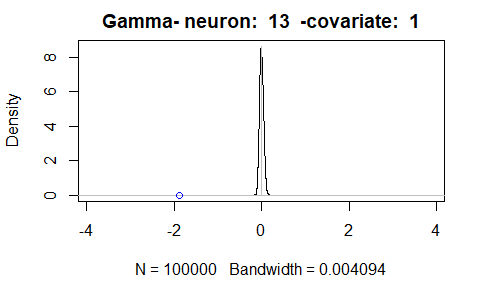 Gamma- neuron:  13  -covariate:  1
Density
8
6
4
2
0
-4 -2 0 2 4
N = 100000   Bandwidth = 0.004094